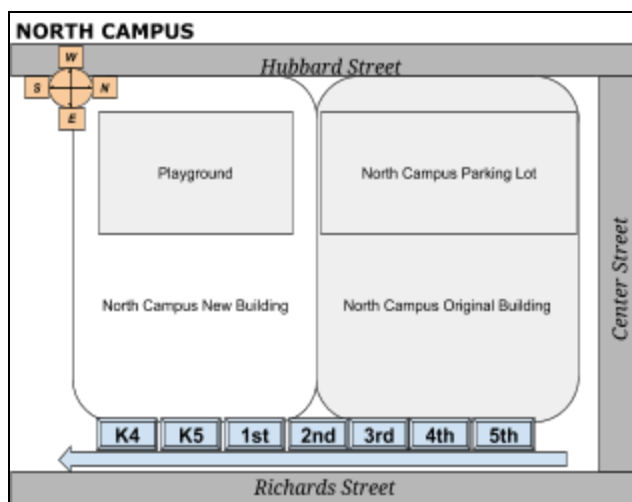 NORTH CAMPUS
W
Hubbard Street
S
N
E
Playground
North Campus Parking Lot
Center Street
North Campus New Building
North Campus Original Building
K4
K5
1st
2nd
3rd
4th
5th
Richards Street